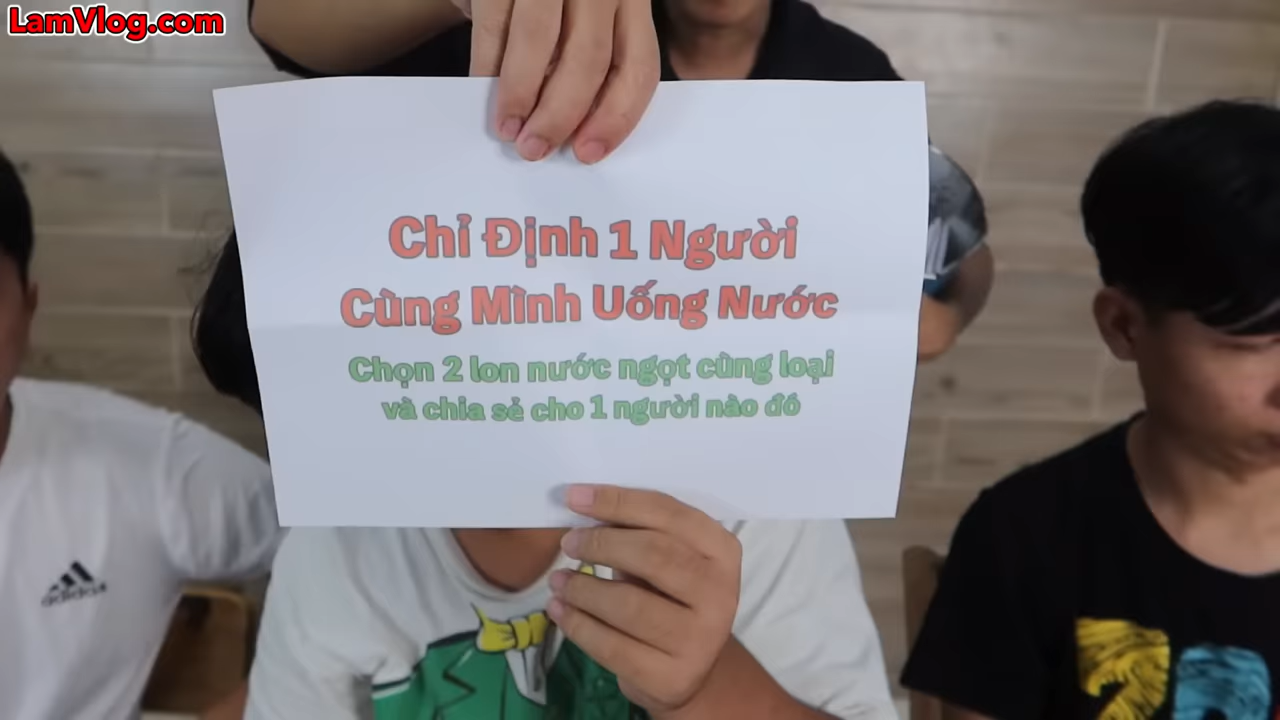 LamVlog.com
Chỉ Định 1 Người
Cùng Mình Uống Nước
Chọn 2 lon nước ngọt cùng loại
và chia sẻ cho 1 người nào đó
adidas